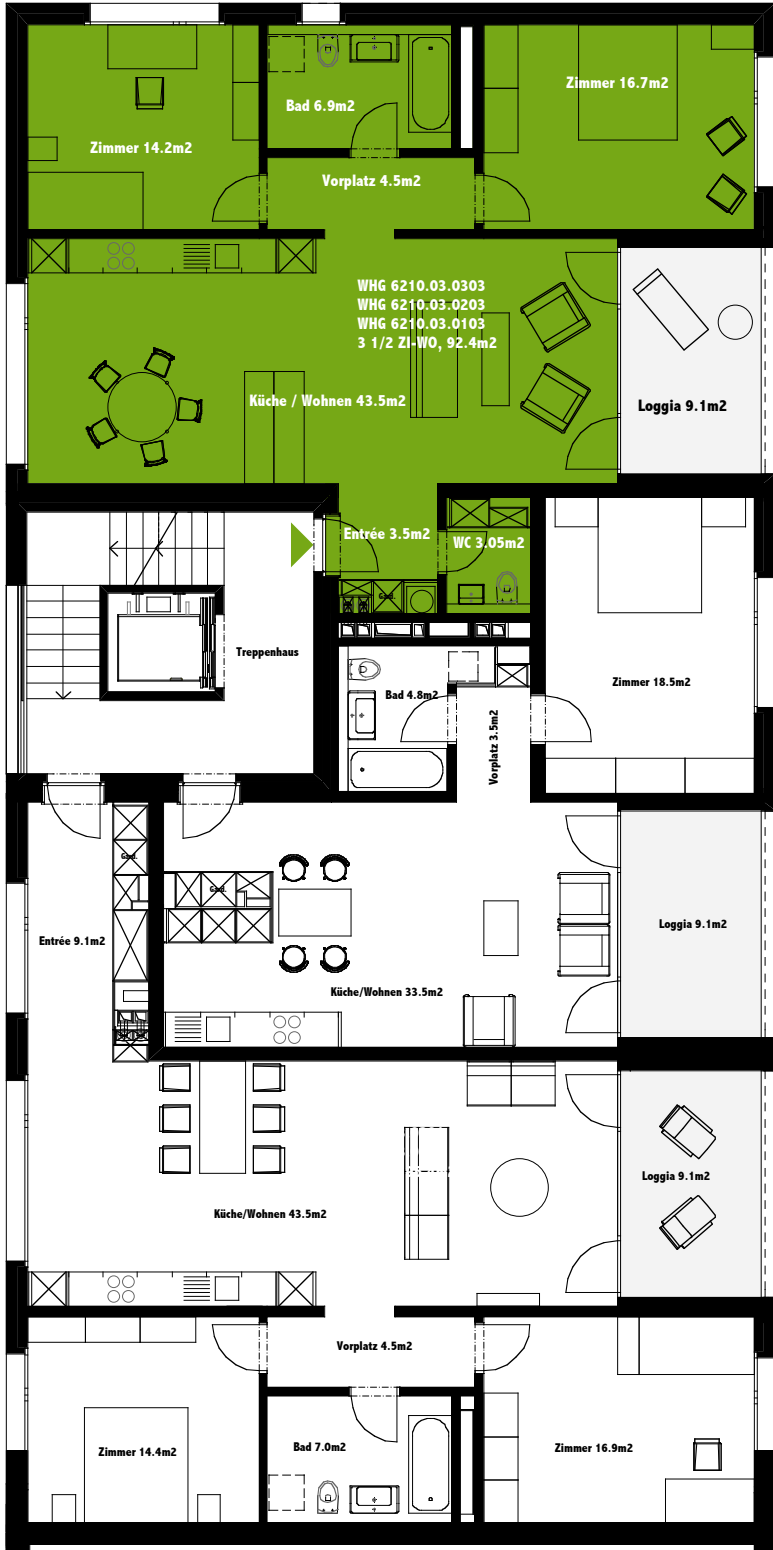 Zimmer 16.7m2
Bad 6.9m2
Zimmer 14.2m2
Vorplatz 4.5m2
WHG 6210.03.0303
WHG 6210.03.0203
WHG 6210.03.0103
3 1/2 ZI-WO, 92.4m2
Küche / Wohnen 43.5m2
Loggia 9.1m2
Entrée 3.5m2
WC 3.05m2
Gard.
Treppenhaus
Bad 4.8m2
Zimmer 18.5m2
Vorplatz 3.5m2
Gard.
Gard.
Entrée 9.1m2
Loggia 9.1m2
Küche/Wohnen 33.5m2
Loggia 9.1m2
Küche/Wohnen 43.5m2
Vorplatz 4.5m2
Zimmer 14.4m2
Bad 7.0m2
Zimmer 16.9m2